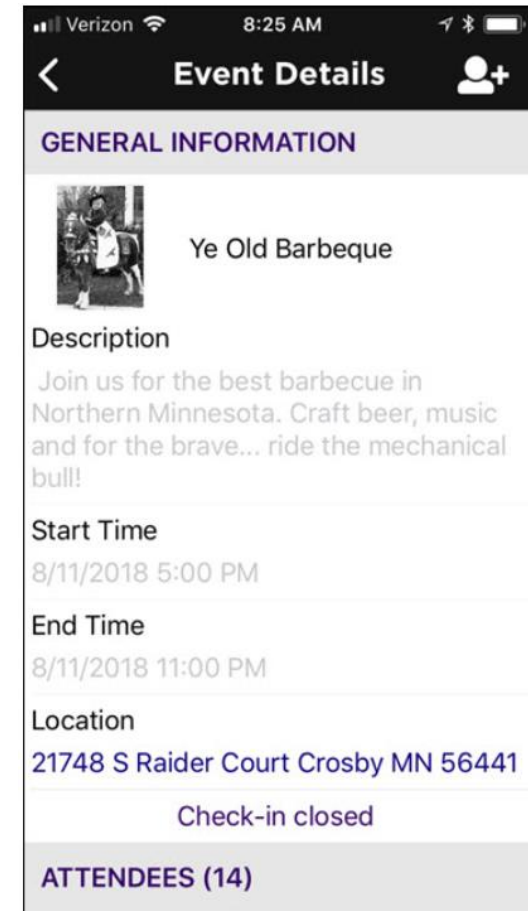 Verizon 8:25 AM
Event Details
GENERAL INFORMATION
Ye Old Barbeque
Description
Join us for the best barbecue in
Northern Minnesota. Craft beer, music
and for the brave... ride the mechanical
bull!
Start Time
8/11/2018 5:00 PM
End Time
8/11/2018 11:00 PM
Location
21748 S Raider Court Crosby MN 56441
Check-in closed
ATTENDEES (14)